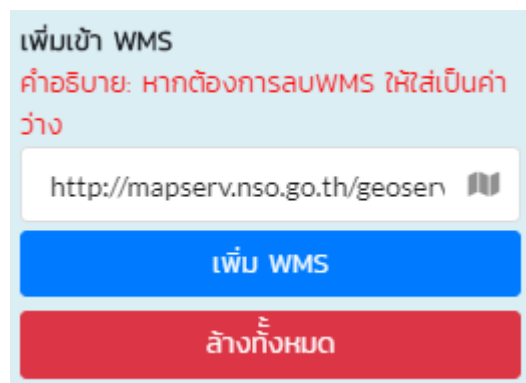 เพิ่มเข้า WMS
คำอธิบาย: หากต้องการลบWMS ให้ใส่เป็นค่า
ว่าง
http://mapserv.nso.go.th/geoserv
เพิ่ม WMS
ล้างทั้งหมด